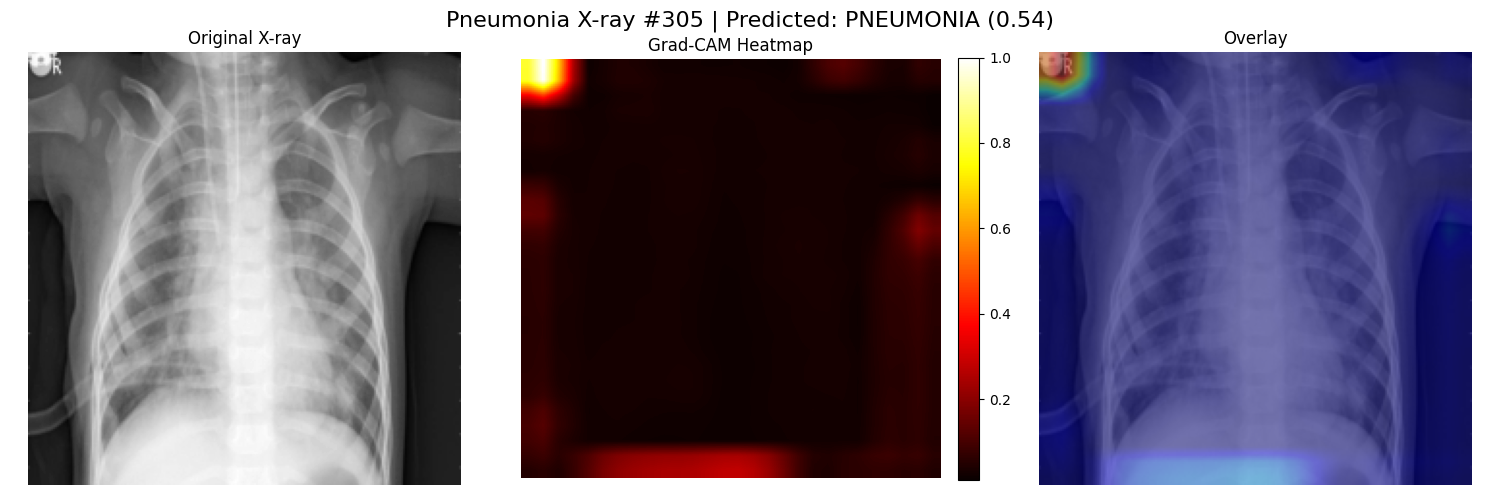 Pneumonia X-ray #305 | Predicted: PNEUMONIA (0.54)
Original X-ray
R
Grad-CAM Heatmap
1.0
0.8
0.6
0.4
0.2
Overlay
R